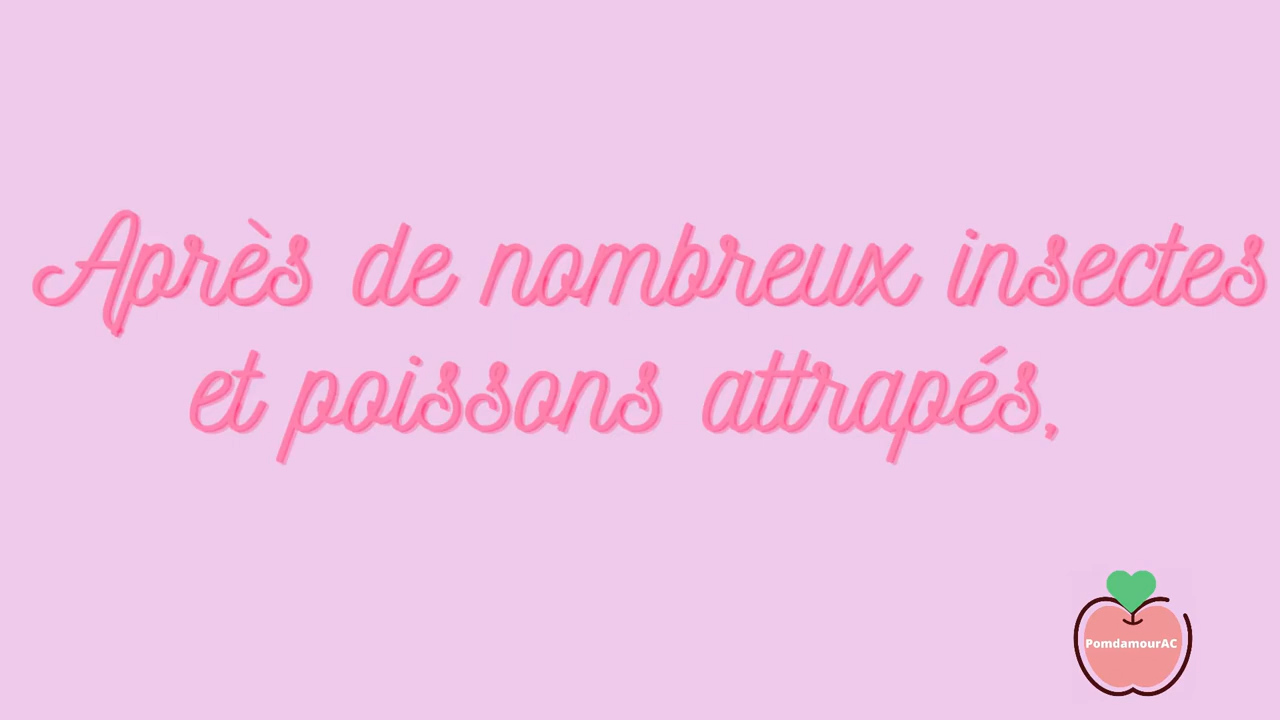 Après de nombreux insectes
et poissons attrapés,
PomdamourAC